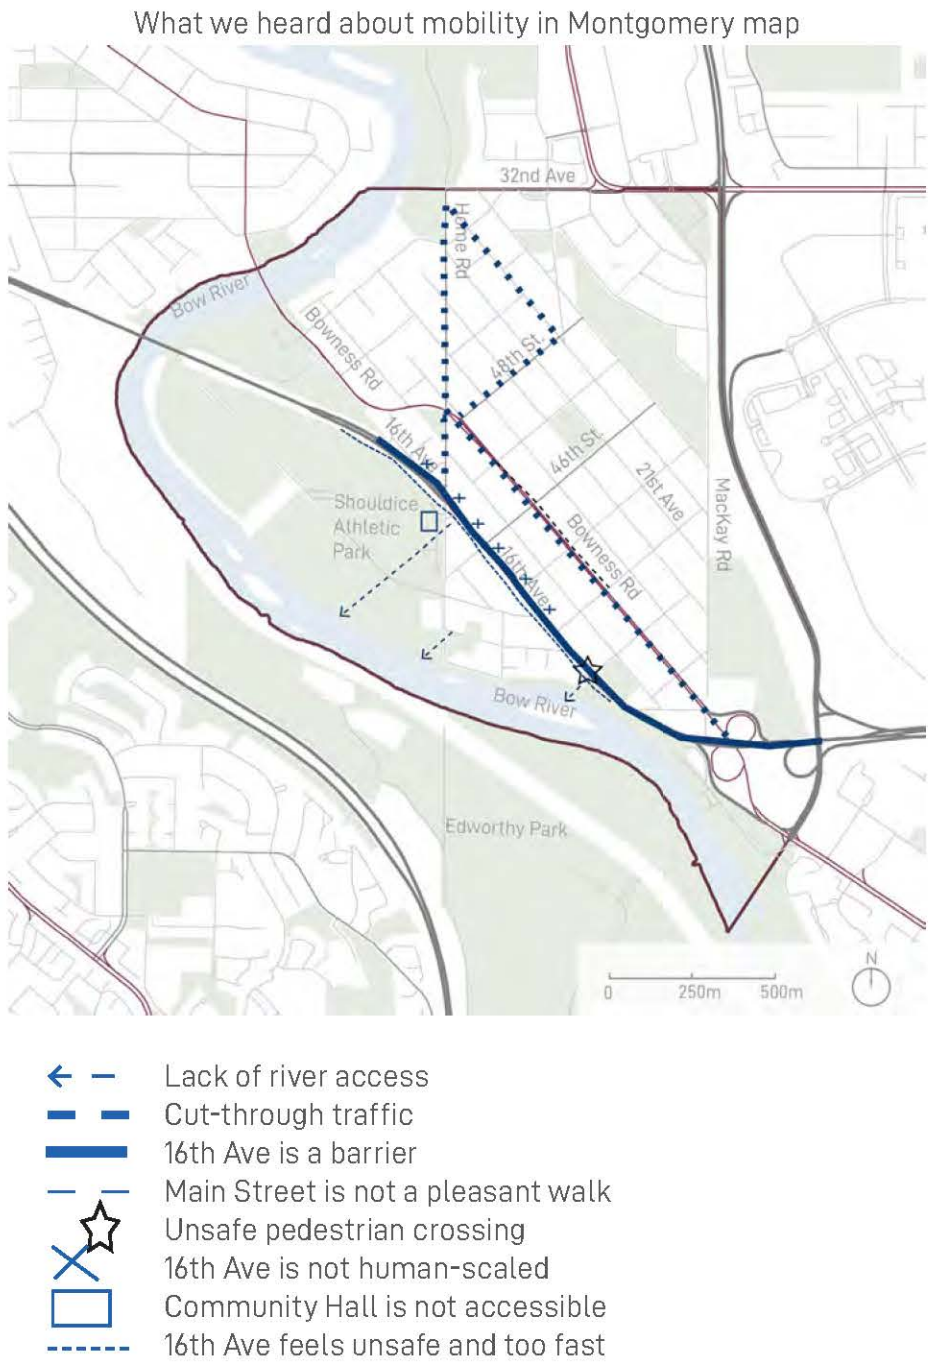 What we heard about mobility in Montgomery map
32nd Ave
Home Rd
Bow River
Bowness Rd
48th St.
16th Ave
46th St.
21st Ave
MacKay Rd
Shouldice
Athletic
Park
Bowness Rd
16th Ave
Bow River
Edworthy Park
N
0 250m 500m
Lack of river access
Cut-through traffic
16th Ave is a barrier
Main Street is not a pleasant walk
Unsafe pedestrian crossing
16th Ave is not human-scaled
Community Hall is not accessible
16th Ave feels unsafe and too fast